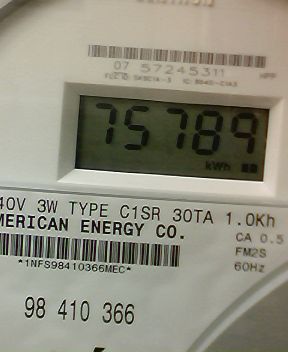 07 57245311
75789
kWh
40V 3W TYPE C1SR 30TA 1.0Kh
MERICAN ENERGY CO.
CA 0.5
FM2S
*1NFS98410366MEC*
60Hz
98 410 366